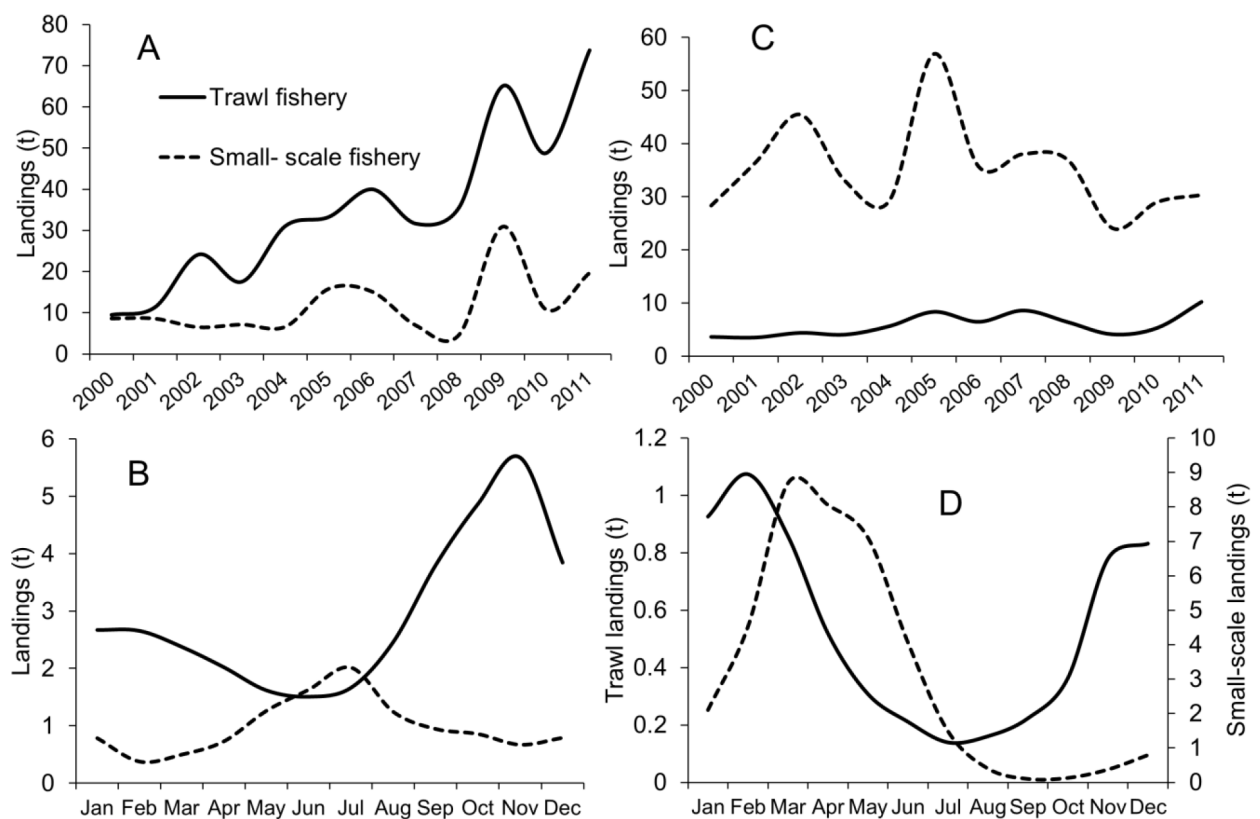 A
Trawl fishery
Small- scale fishery
Landings (t)
80
70
60
50
40
30
20
10
0
2000 2001 2002 2003 2004 2005 2006 2007 2008 2009 2010 2011
C
Landings (t)
60
50
40
30
20
10
0
2000 2001 2002 2003 2004 2005 2006 2007 2008 2009 2010 2011
B
Landings (t)
6
5
4
3
2
1
0
Jan Feb Mar Apr May Jun Jul Aug Sep Oct Nov Dec
D
Trawl landings (t)
1.2
1
0.8
0.6
0.4
0.2
0
Small-scale landings (t)
10
9
8
7
6
5
4
3
2
1
0
Jan Feb Mar Apr May Jun Jul Aug Sep Oct Nov Dec